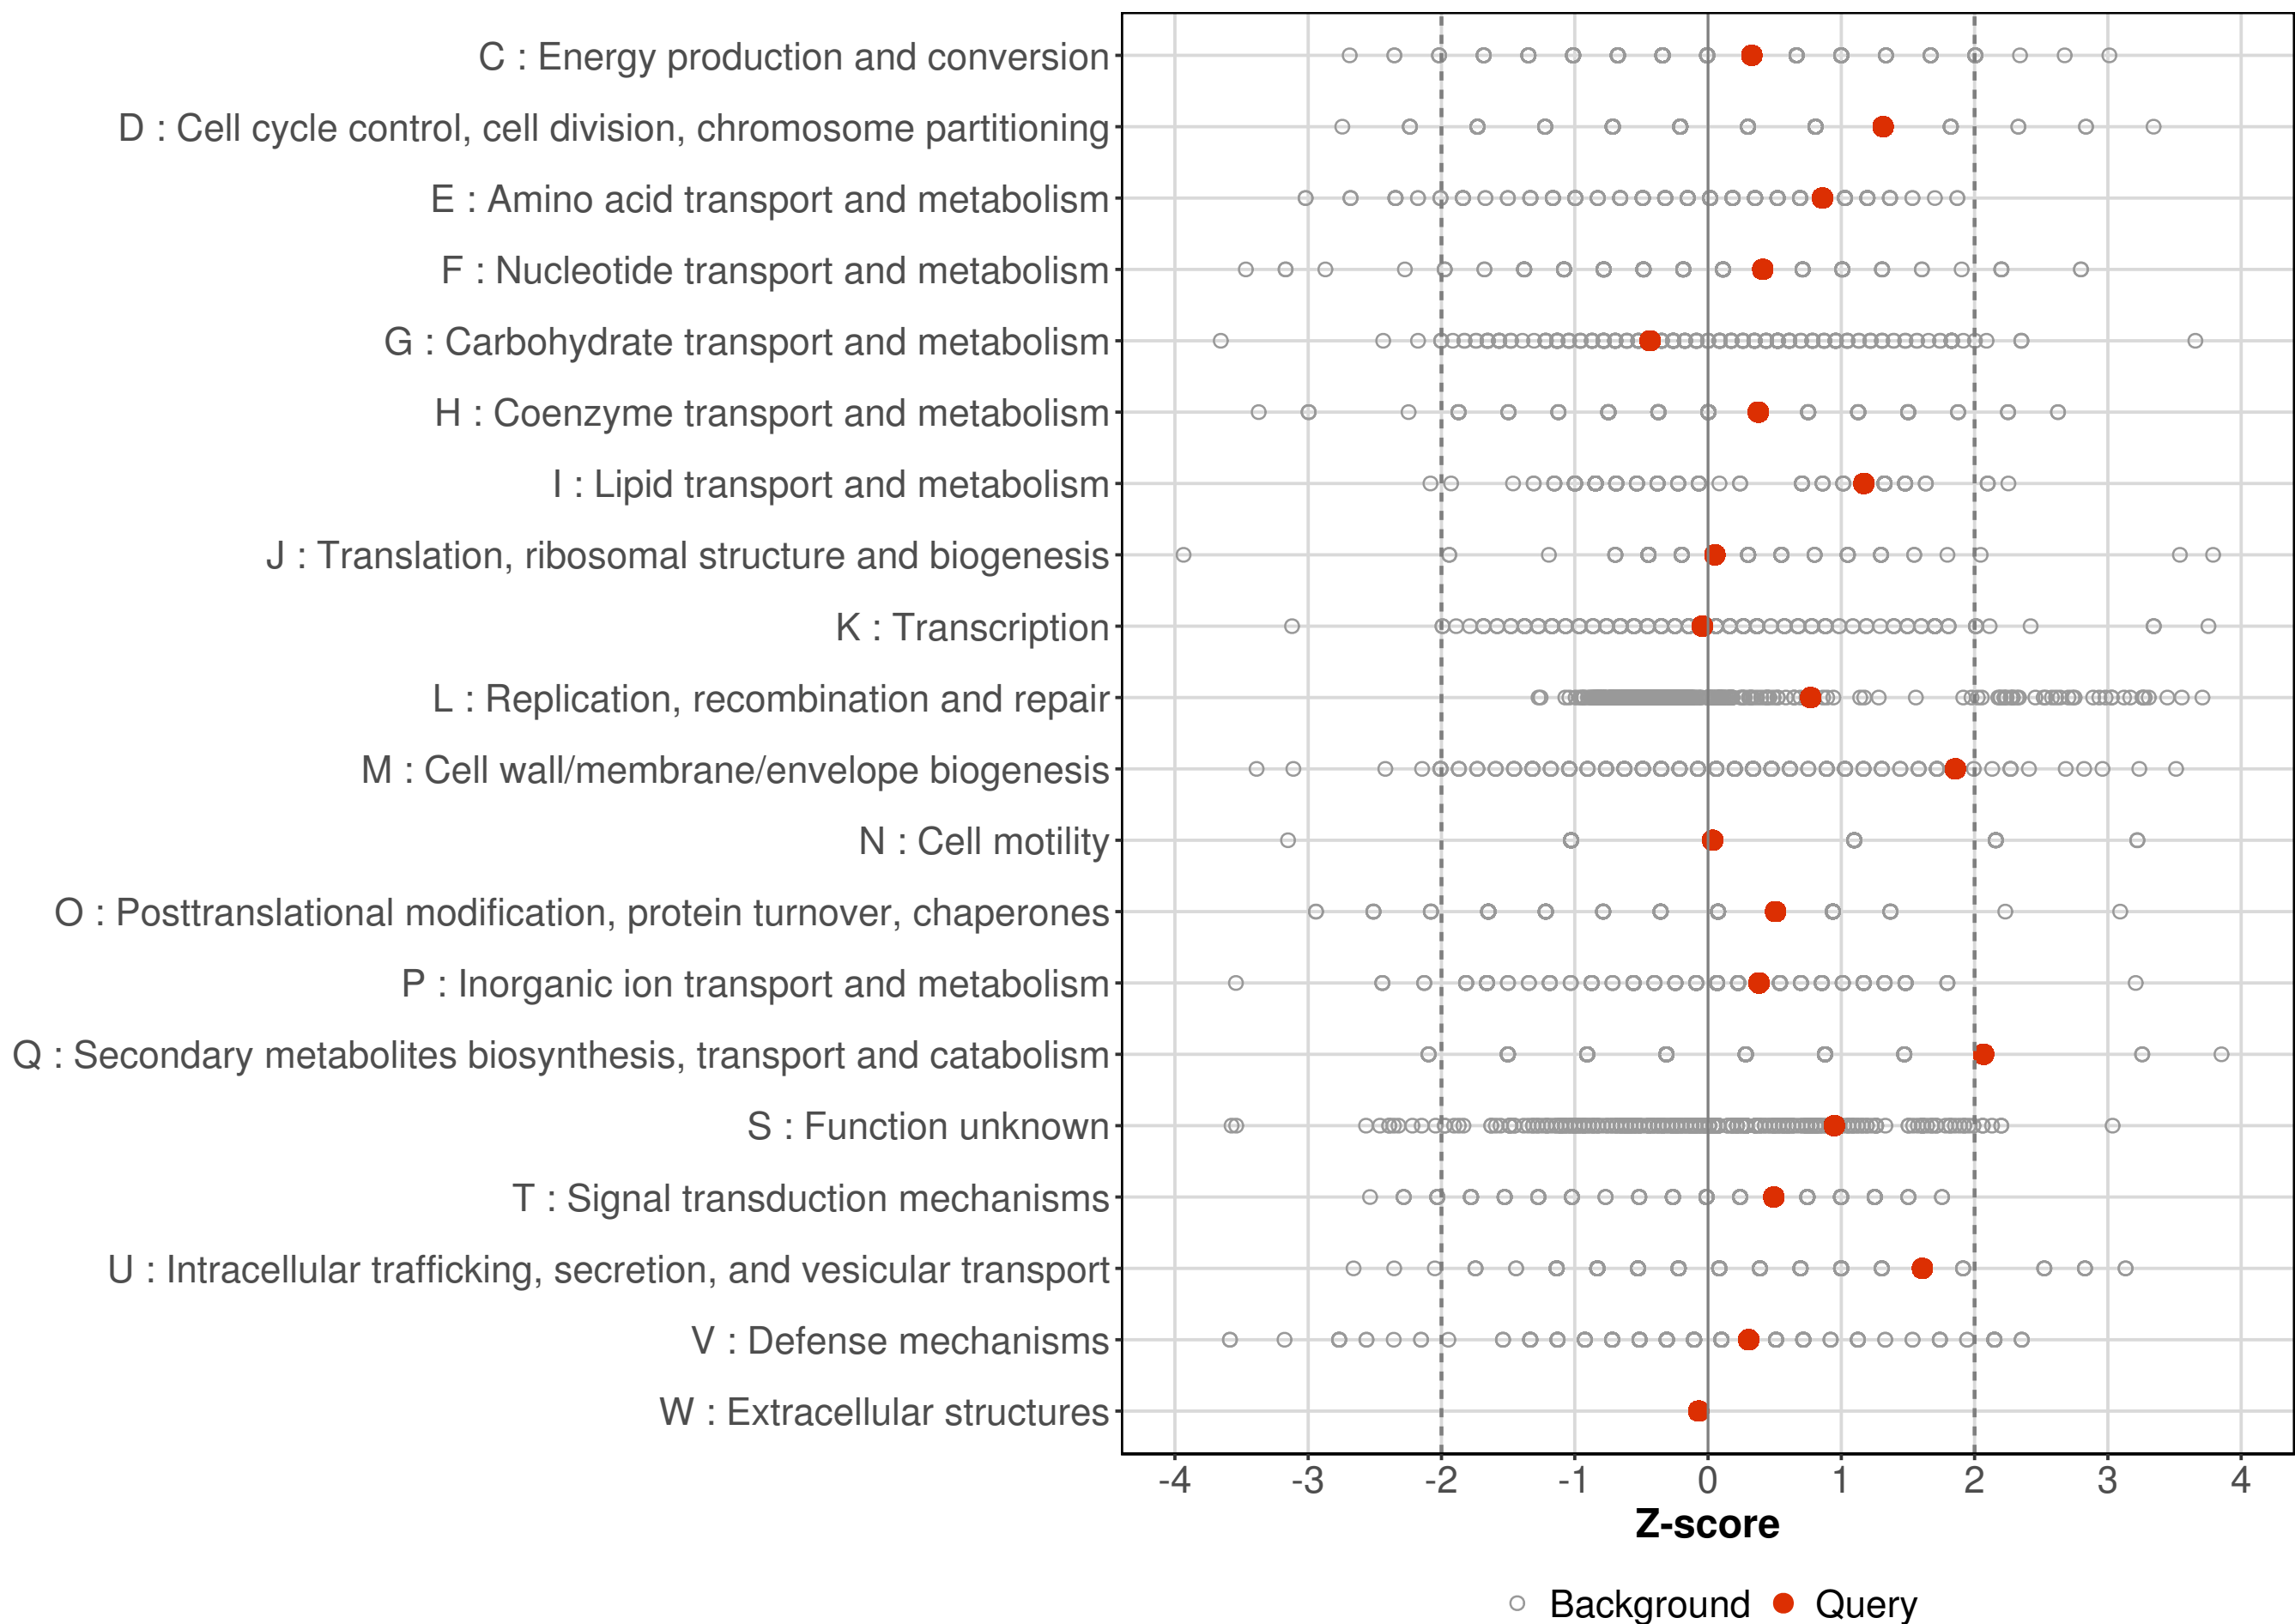 C : Energy production and conversion
D : Cell cycle control, cell division, chromosome partitioning
E : Amino acid transport and metabolism
F : Nucleotide transport and metabolism
G : Carbohydrate transport and metabolism
H : Coenzyme transport and metabolism
I : Lipid transport and metabolism
J : Translation, ribosomal structure and biogenesis
K : Transcription
L : Replication, recombination and repair
M : Cell wall/membrane/envelope biogenesis
N : Cell motility
O : Posttranslational modification, protein turnover, chaperones
P : Inorganic ion transport and metabolism
Q : Secondary metabolites biosynthesis, transport and catabolism
S : Function unknown
T : Signal transduction mechanisms
U : Intracellular trafficking, secretion, and vesicular transport
V : Defense mechanisms
W : Extracellular structures
-4 -3 -2 -1 0 1 2 3 4
Z-score
Background Query